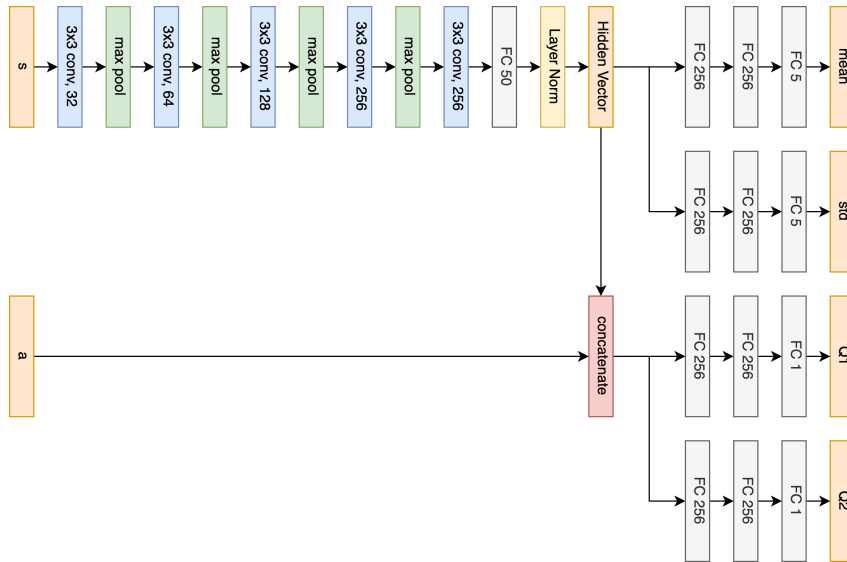 s
3x3 conv, 32
max pool
3x3 conv, 64
max pool
3x3 conv, 128
max pool
3x3 conv, 256
max pool
3x3 conv, 256
FC 50
Layer Norm
Hidden Vector
FC 256
FC 256
FC 5
mean
FC 256
FC 256
FC 5
std
a
concatenate
FC 256
FC 256
FC 1
Q1
FC 256
FC 256
FC 1
Q2